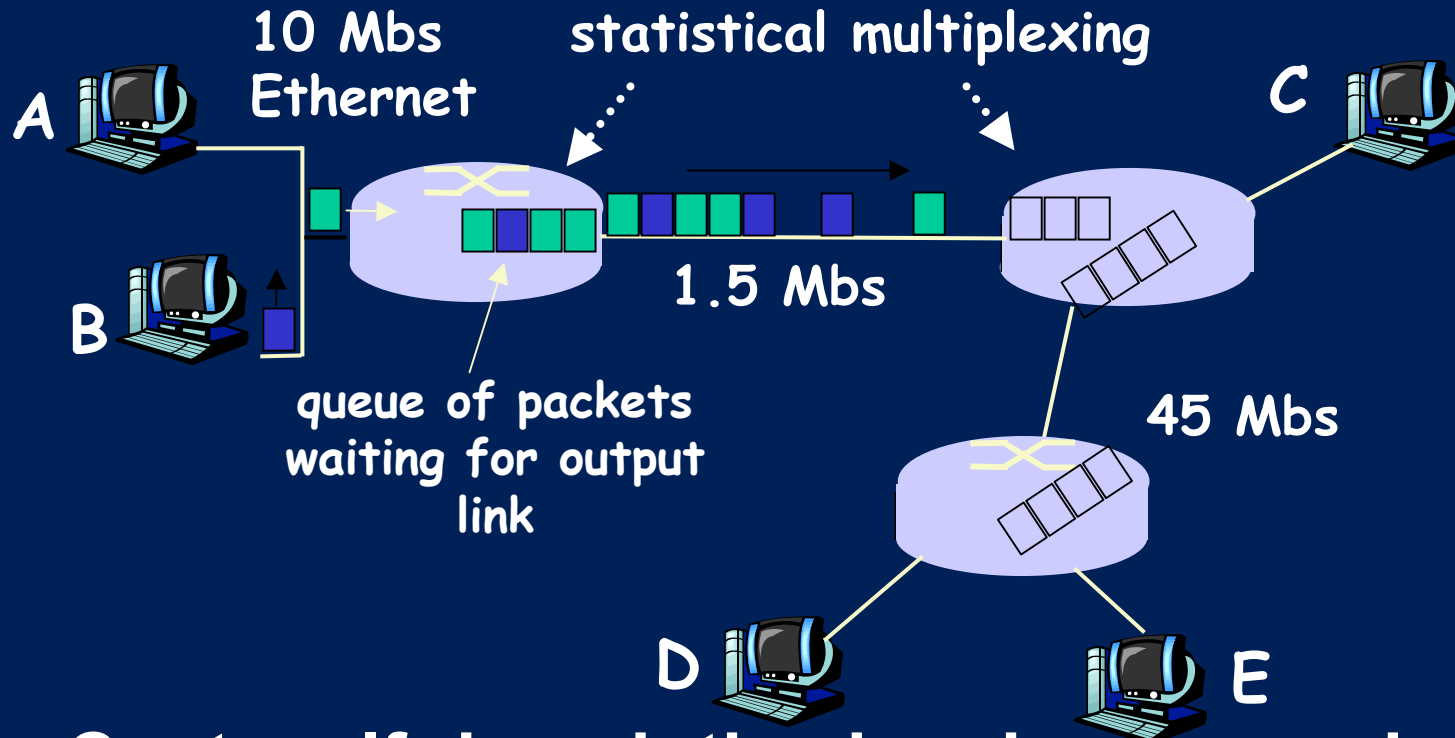 10 Mbs
Ethernet
statistical multiplexing
A
C
B
1.5 Mbs
queue of packets
waiting for output
link
45 Mbs
D
E